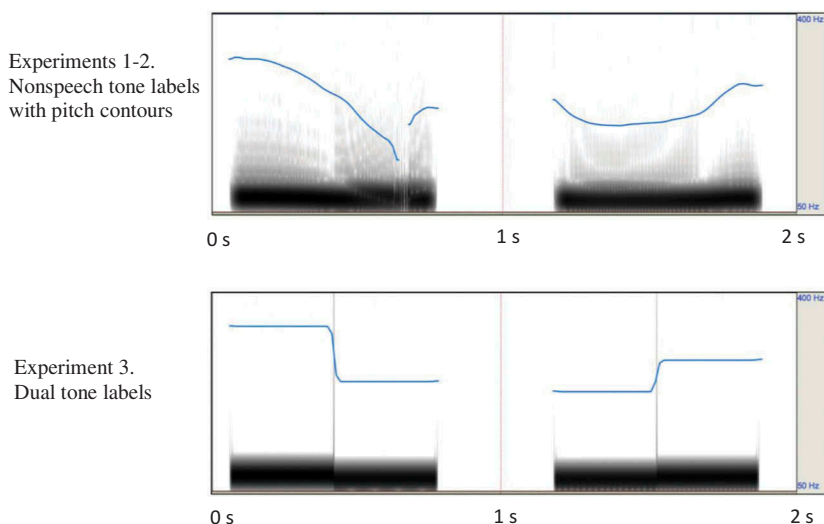 400 Hz
Experiments 1-2.
Nonspeech tone labels
with pitch contours
50 Hz
0 s
1 s
2 s
400 Hz
Experiment 3.
Dual tone labels
50 Hz
0 s
1 s
2 s